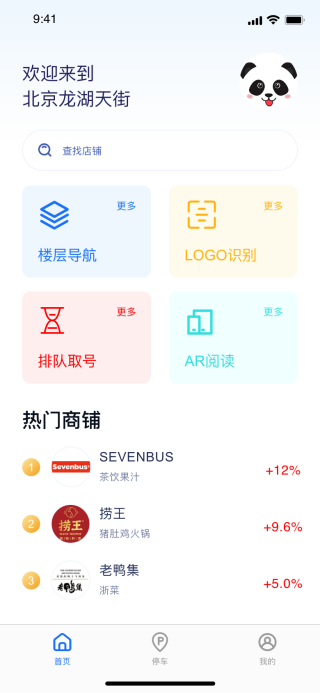 9:41
欢迎来到
北京龙湖天街
查找店铺
更多
楼层导航
更多
LOGO识别
更多
排队取号
更多
AR阅读
热门商铺
1
Sevenbus
SEVENBUS
茶饮果汁
+12%
2
捞王
捞王
猪肚鸡火锅
+9.6%
3
老鸭集
老鸭集
浙菜
+5.0%
首页
停车
我的